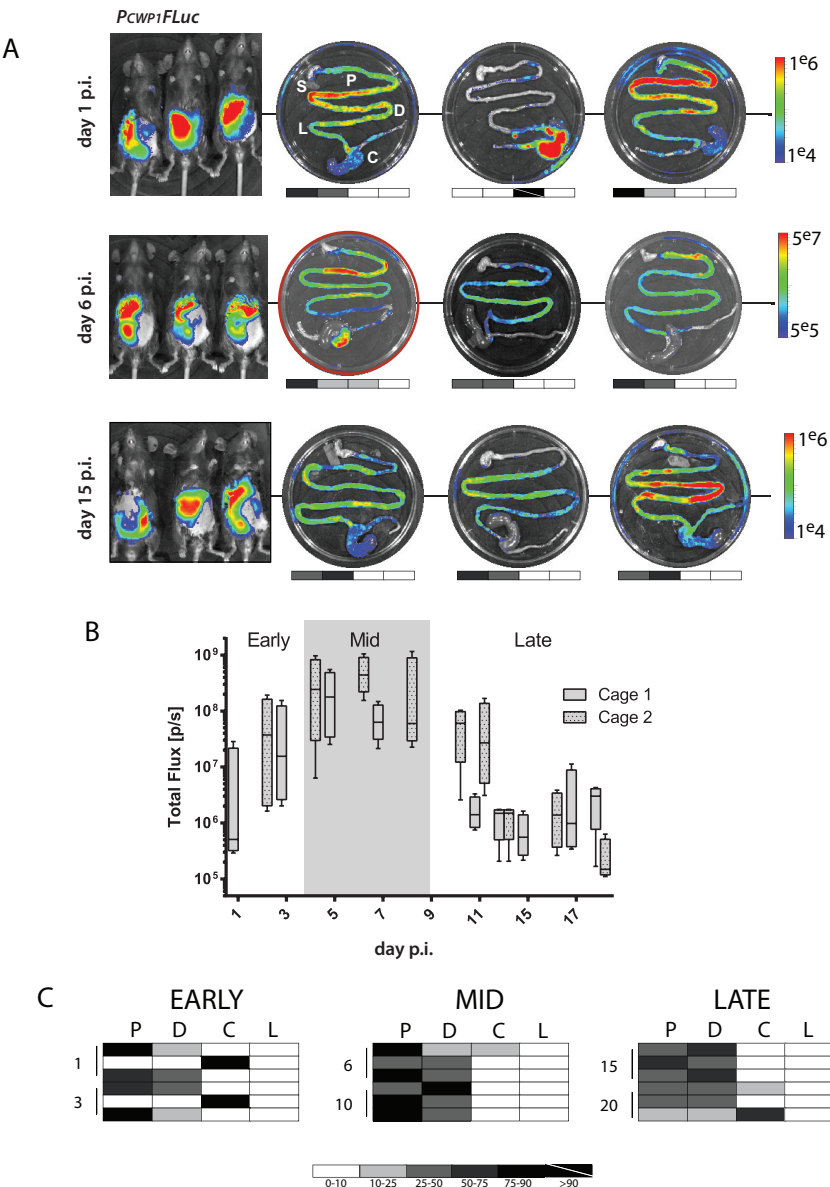 PCWP1FLuc
A
day 1 p.i.
S
P
D
L
C
1e6
1e4
day 6 p.i.
5e7
5e5
day 15 p.i.
1e6
1e4
B
Early Mid Late
Cage 1
Cage 2
Total Flux [p/s]
10⁹
10⁸
10⁷
10⁶
10⁵
1 3 5 7 9 11 15 17
day p.i.
C
EARLY MID LATE
P D C L P D C L P D C L
1 6 15
3 10 20
0-10 10-25 25-50 50-75 75-90 >90